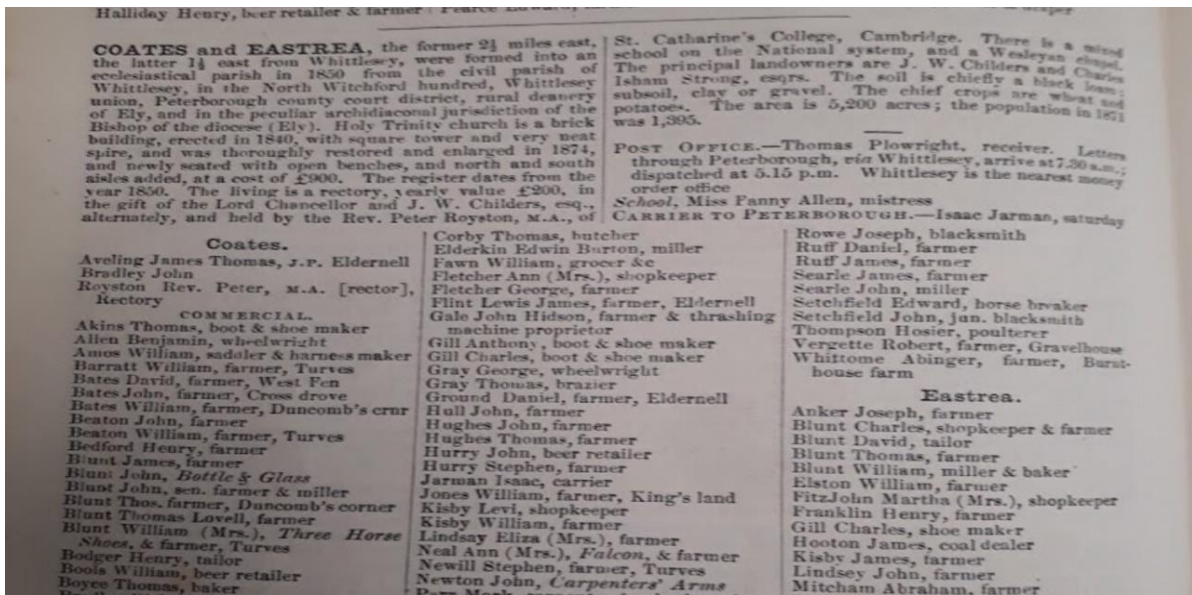 Halliday Henry, beer retailer & farmer
COATES and EASTREA, the former 2½ miles east,
the latter 1½ east from Whittlesey, were formed into an
ecclesiastical parish in 1850 from the civil parish of
Whittlesey, in the North Witchford hundred, Whittlesey
union, Peterborough county court district, rural deanery
of Ely, and in the peculiar archidiaconal jurisdiction of the
Bishop of the diocese (Ely). Holy Trinity church is a brick
building, erected in 1840, with square tower and very neat
spire, and was thoroughly restored and enlarged in 1874,
and newly seated with open benches, and north and south
aisles added, at a cost of £900. The register dates from the
year 1850. The living is a rectory, yearly value £200, in
the gift of the Lord Chancellor and J. W. Childers, esq.,
alternately, and held by the Rev. Peter Royston, M.A., of
St. Catharine's College, Cambridge. There is a mixed
school on the National system, and a Wesleyan chapel.
The principal landowners are J. W. Childers and Charles
Isham Strong, esqrs. The soil is chiefly a black loam;
subsoil, clay or gravel. The chief crops are wheat and
potatoes. The area is 5,200 acres; the population in 1871
was 1,395.
POST OFFICE.—Thomas Plowright, receiver. Letters
through Peterborough, via Whittlesey, arrive at 7.30 a.m.;
dispatched at 5.15 p.m. Whittlesey is the nearest money
order office
School, Miss Fanny Allen, mistress
CARRIER TO PETERBOROUGH.—Isaac Jarman, saturday
Coates.
Aveling James Thomas, J.P. Eldernell
Bradley John
Royston Rev. Peter, M.A. [rector],
Rectory
COMMERCIAL.
Akins Thomas, boot & shoe maker
Allen Benjamin, wheelwright
Amos William, saddler & harness maker
Barratt William, farmer, Turves
Bates David, farmer, West Fen
Bates John, farmer, Cross drove
Bates William, farmer, Duncomb's crnr
Beaton John, farmer
Beaton William, farmer, Turves
Bedford Henry, farmer
Blunt James, farmer
Blunt John, Bottle & Glass
Blunt John, sen. farmer & miller
Blunt Thos. farmer, Duncomb's corner
Blunt Thomas Lovell, farmer
Blunt William (Mrs.), Three Horse
Shoes, & farmer, Turves
Bodger Henry, tailor
Boois William, beer retailer
Boyce Thomas, baker
Corby Thomas, butcher
Elderkin Edwin Burton, miller
Fawn William, grocer &c
Fletcher Ann (Mrs.), shopkeeper
Fletcher George, farmer
Flint Lewis James, farmer, Eldernell
Gale John Hidson, farmer & thrashing
machine proprietor
Gill Anthony, boot & shoe maker
Gill Charles, boot & shoe maker
Gray George, wheelwright
Gray Thomas, brazier
Ground Daniel, farmer, Eldernell
Hull John, farmer
Hughes John, farmer
Hughes Thomas, farmer
Hurry John, beer retailer
Hurry Stephen, farmer
Jarman Isaac, carrier
Jones William, farmer, King's land
Kisby Levi, shopkeeper
Kisby William, farmer
Lindsay Eliza (Mrs.), farmer
Neal Ann (Mrs.), Falcon, & farmer
Newill Stephen, farmer, Turves
Newton John, Carpenters' Arms
Rowe Joseph, blacksmith
Ruff Daniel, farmer
Ruff James, farmer
Searle James, farmer
Searle John, miller
Setchfield Edward, horse breaker
Setchfield John, jun. blacksmith
Thompson Hosier, poulterer
Vergette Robert, farmer, Gravelhouse
Whittome Abinger, farmer, Burnt-
house farm
Eastrea.
Anker Joseph, farmer
Blunt Charles, shopkeeper & farmer
Blunt David, tailor
Blunt Thomas, farmer
Blunt William, miller & baker
Elston William, farmer
FitzJohn Martha (Mrs.), shopkeeper
Franklin Henry, farmer
Gill Charles, shoe maker
Hooton James, coal dealer
Kisby James, farmer
Lindsey John, farmer
Mitcham Abraham, farmer